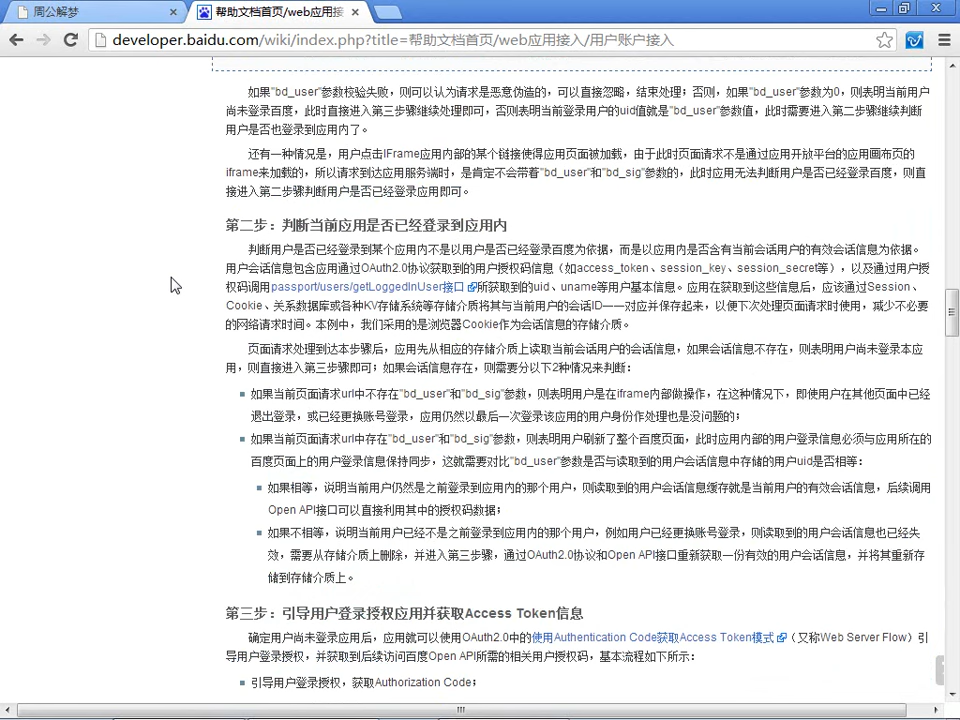 周公解梦
帮助文档首页/web应用接
developer.baidu.com/wiki/index.php?title=帮助文档首页/web应用接入/用户账户接入
如果"bd_user"参数校验失败，则可以认为请求是恶意伪造的，可以直接忽略，结束处理；否则，如果"bd_user"参数为0，则表明当前用户
尚未登录百度，此时直接进入第三步骤继续处理即可，否则表明当前登录用户的uid值就是"bd_user"参数值，此时需要进入第二步骤继续判断
用户是否也登录到应用内了。
还有一种情况是，用户点击IFrame应用内部的某个链接使得应用页面被加载，由于此时页面请求不是通过应用开放平台的应用画布页的
iframe来加载的，所以请求到达应用服务端时，是肯定不会带着"bd_user"和"bd_sig"参数的，此时应用无法判断用户是否已经登录百度，则直
接进入第二步骤判断用户是否已经登录应用即可。
第二步：判断当前应用是否已经登录到应用内
判断用户是否已经登录到某个应用内不是以用户是否已经登录百度为依据，而是以应用内是否含有当前会话用户的有效会话信息为依据。
用户会话信息包含应用通过OAuth2.0协议获取到的用户授权码信息（如access_token、session_key、session_secret等），以及通过用户授
权码调用passport/users/getLoggedInUser接口所获取到的uid、uname等用户基本信息。应用在获取到这些信息后，应该通过Session、
Cookie、关系数据库或各种KV存储系统等存储介质将其与当前用户的会话ID一一对应并保存起来，以便下次处理页面请求时使用，减少不必要
的网络请求时间。本例中，我们采用的是浏览器Cookie作为会话信息的存储介质。
页面请求处理到达本步骤后，应用先从相应的存储介质上读取当前会话用户的会话信息，如果会话信息不存在，则表明用户尚未登录本应
用，则直接进入第三步骤即可；如果会话信息存在，则需要分以下2种情况来判断：
如果当前页面请求url中不存在"bd_user"和"bd_sig"参数，则表明用户是在iframe内部做操作，在这种情况下，即使用户在其他页面中已经
退出登录，或已经更换账号登录，应用仍然以最后一次登录该应用的用户身份作处理也是没问题的；
如果当前页面请求url中存在"bd_user"和"bd_sig"参数，则表明用户刷新了整个百度页面，此时应用内部的用户登录信息必须与应用所在的
百度页面上的用户登录信息保持同步，这就需要对比"bd_user"参数是否与读取到的用户会话信息中存储的用户uid是否相等：
如果相等，说明当前用户仍然是之前登录到应用内的那个用户，则读取到的用户会话信息缓存就是当前用户的有效会话信息，后续调用
Open API接口可以直接利用其中的授权码数据；
如果不相等，说明当前用户已经不是之前登录到应用内的那个用户，例如用户已经更换账号登录，则读取到的用户会话信息也已经失
效，需要从存储介质上删除，并进入第三步骤，通过OAuth2.0协议和Open API接口重新获取一份有效的用户会话信息，并将其重新存
储到存储介质上。
第三步：引导用户登录授权应用并获取Access Token信息
确定用户尚未登录应用后，应用就可以使用OAuth2.0中的使用Authentication Code获取Access Token模式（又称Web Server Flow）引
导用户登录授权，并获取到后续访问百度Open API所需的相关用户授权码，基本流程如下所示：
引导用户登录授权，获取Authorization Code；